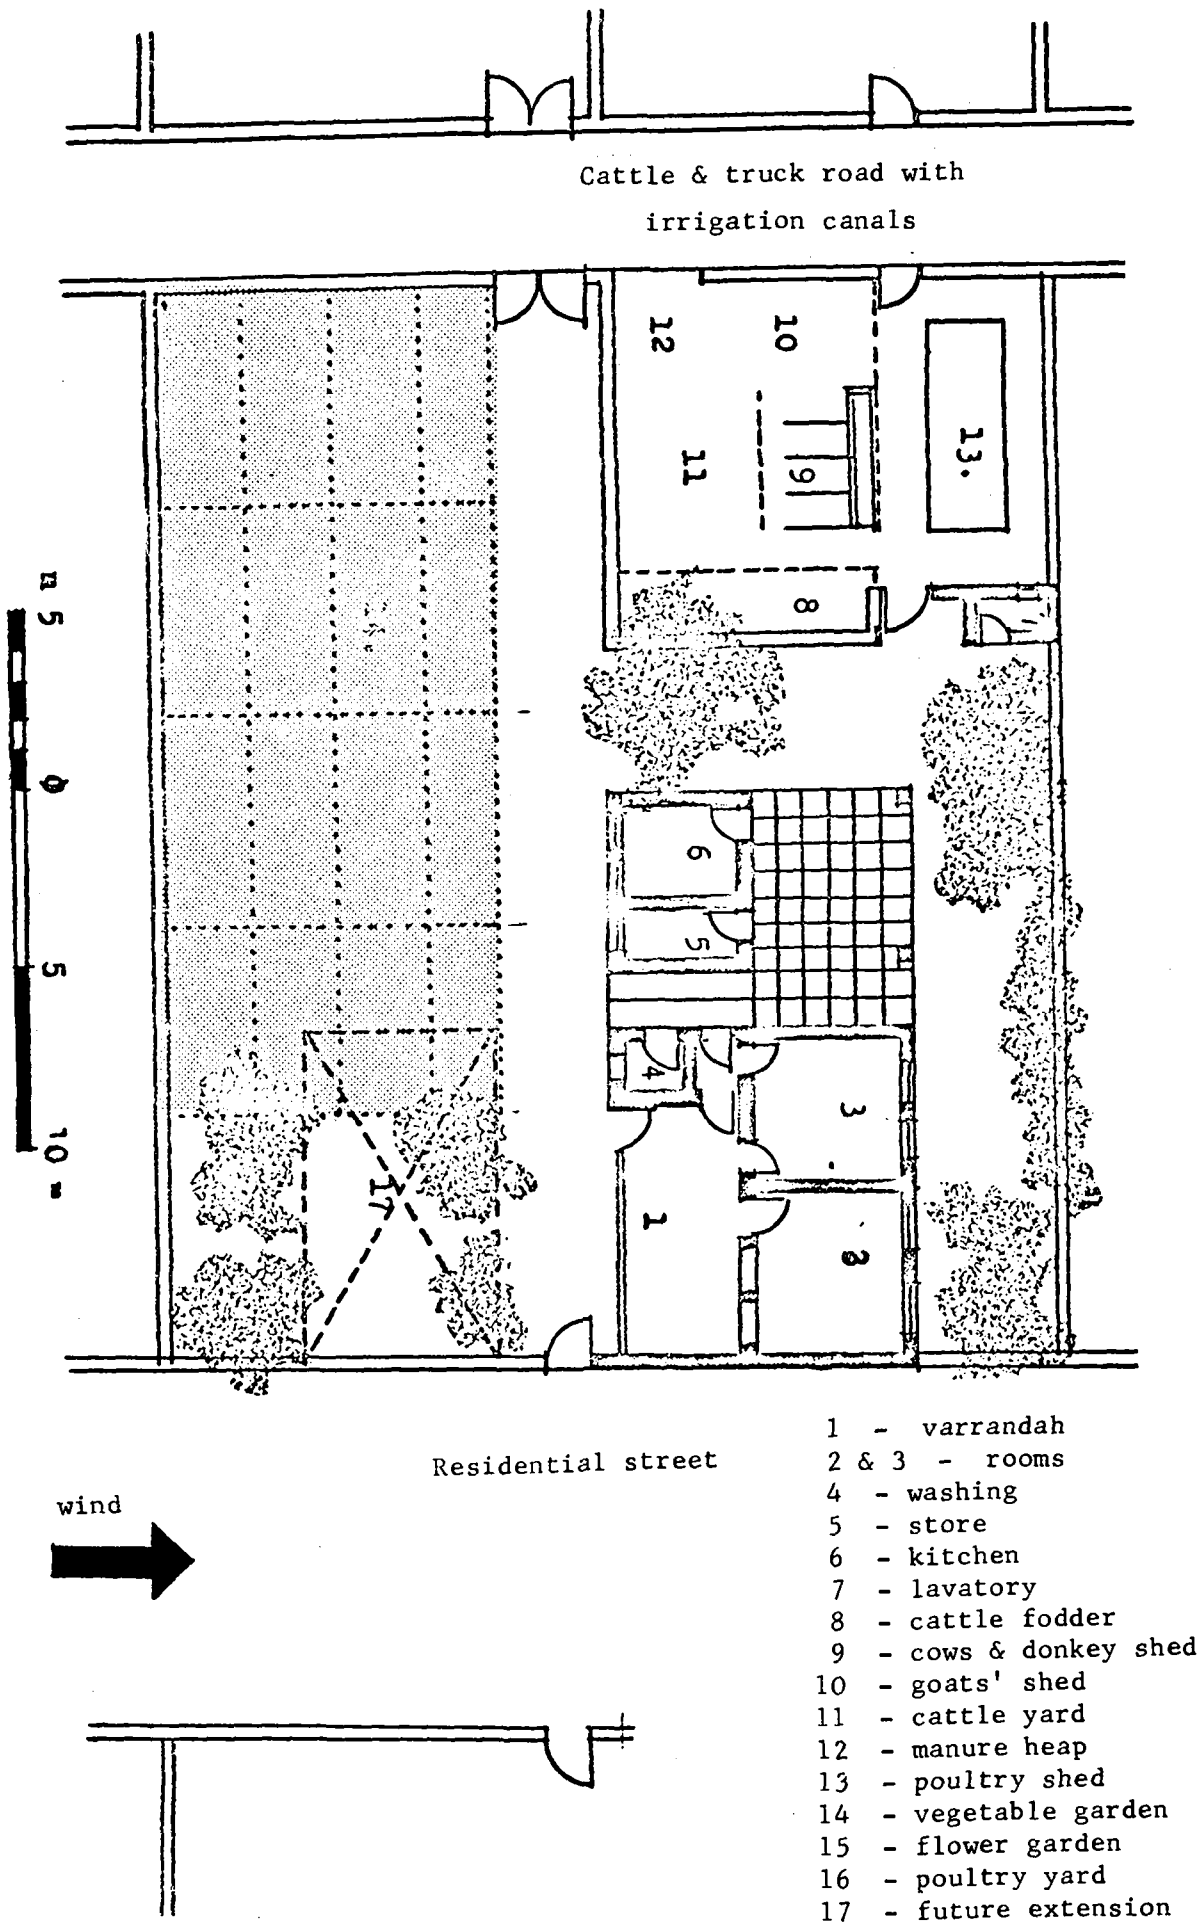 Cattle & truck road with
irrigation canals
12
10
13.
11
9
8
m 5
0
5
10 m
6
5
4
3
1
2
17
Residential street
wind
1 - varrandah
2 & 3 - rooms
4 - washing
5 - store
6 - kitchen
7 - lavatory
8 - cattle fodder
9 - cows & donkey shed
10 - goats' shed
11 - cattle yard
12 - manure heap
13 - poultry shed
14 - vegetable garden
15 - flower garden
16 - poultry yard
17 - future extension